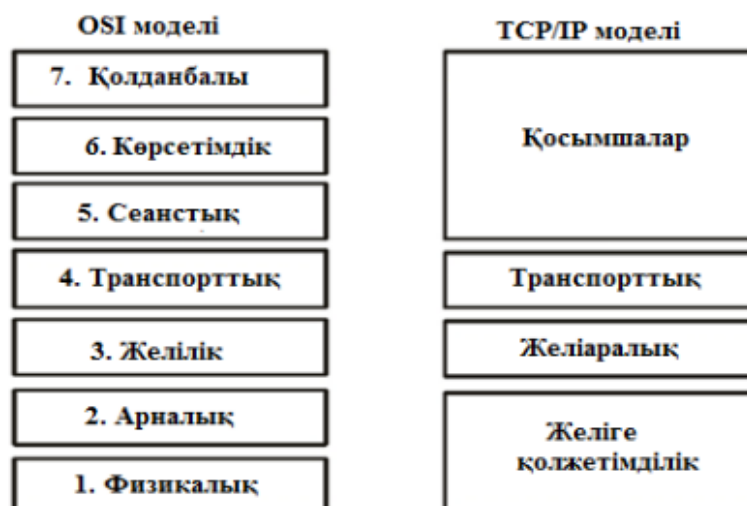 OSI моделі
7. Қолданбалы
6. Көрсетімдік
5. Сеанстық
4. Транспорттық
3. Желілік
2. Арналық
1. Физикалық
TCP/IP моделі
Қосымшалар
Транспорттық
Желіаралық
Желіге
қолжетімділік